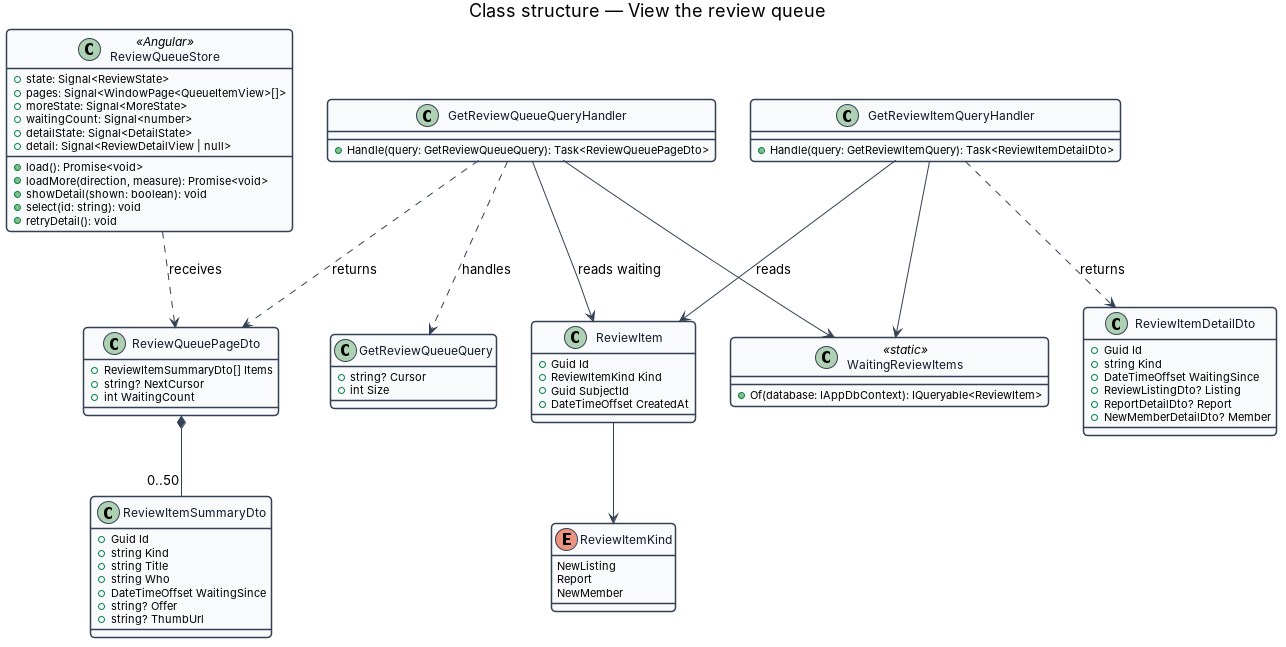 Class structure — View the review queue
«Angular»
C
ReviewQueueStore
state: Signal<ReviewState>
pages: Signal<WindowPage<QueueItemView>[]>
moreState: Signal<MoreState>
waitingCount: Signal<number>
detailState: Signal<DetailState>
detail: Signal<ReviewDetailView | null>
load(): Promise<void>
loadMore(direction, measure): Promise<void>
showDetail(shown: boolean): void
select(id: string): void
retryDetail(): void
C
GetReviewQueueQueryHandler
Handle(query: GetReviewQueueQuery): Task<ReviewQueuePageDto>
C
GetReviewItemQueryHandler
Handle(query: GetReviewItemQuery): Task<ReviewItemDetailDto>
receives
returns
handles
reads waiting
reads
returns
C
ReviewQueuePageDto
ReviewItemSummaryDto[] Items
string? NextCursor
int WaitingCount
C
GetReviewQueueQuery
string? Cursor
int Size
C
ReviewItem
Guid Id
ReviewItemKind Kind
Guid SubjectId
DateTimeOffset CreatedAt
«static»
C
WaitingReviewItems
Of(database: IAppDbContext): IQueryable<ReviewItem>
C
ReviewItemDetailDto
Guid Id
string Kind
DateTimeOffset WaitingSince
ReviewListingDto? Listing
ReportDetailDto? Report
NewMemberDetailDto? Member
0..50
C
ReviewItemSummaryDto
Guid Id
string Kind
string Title
string Who
DateTimeOffset WaitingSince
string? Offer
string? ThumbUrl
E
ReviewItemKind
NewListing
Report
NewMember